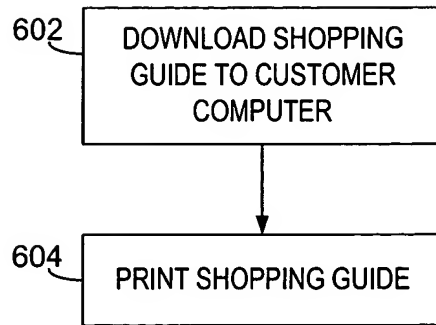 602
DOWNLOAD SHOPPING
GUIDE TO CUSTOMER
COMPUTER
604
PRINT SHOPPING GUIDE